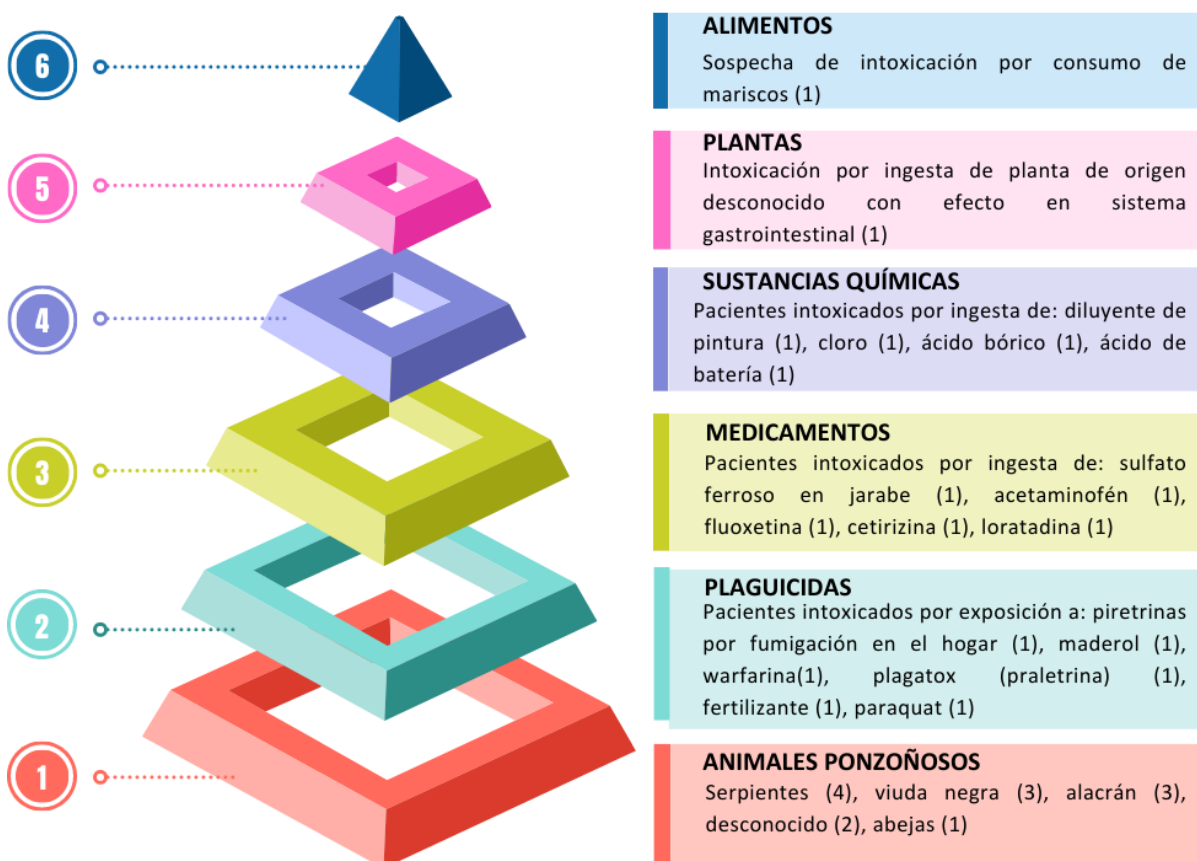 6
ALIMENTOS
Sospecha de intoxicación por consumo de
mariscos (1)
5
PLANTAS
Intoxicación por ingesta de planta de origen
desconocido con efecto en sistema
gastrointestinal (1)
4
SUSTANCIAS QUÍMICAS
Pacientes intoxicados por ingesta de: diluyente de
pintura (1), cloro (1), ácido bórico (1), ácido de
batería (1)
3
MEDICAMENTOS
Pacientes intoxicados por ingesta de: sulfato
ferroso en jarabe (1), acetaminofén (1),
fluoxetina (1), cetirizina (1), loratadina (1)
2
PLAGUICIDAS
Pacientes intoxicados por exposición a: piretrinas
por fumigación en el hogar (1), maderol (1),
warfarina(1), plagatox (praletrina) (1),
fertilizante (1), paraquat (1)
1
ANIMALES PONZOÑOSOS
Serpientes (4), viuda negra (3), alacrán (3),
desconocido (2), abejas (1)